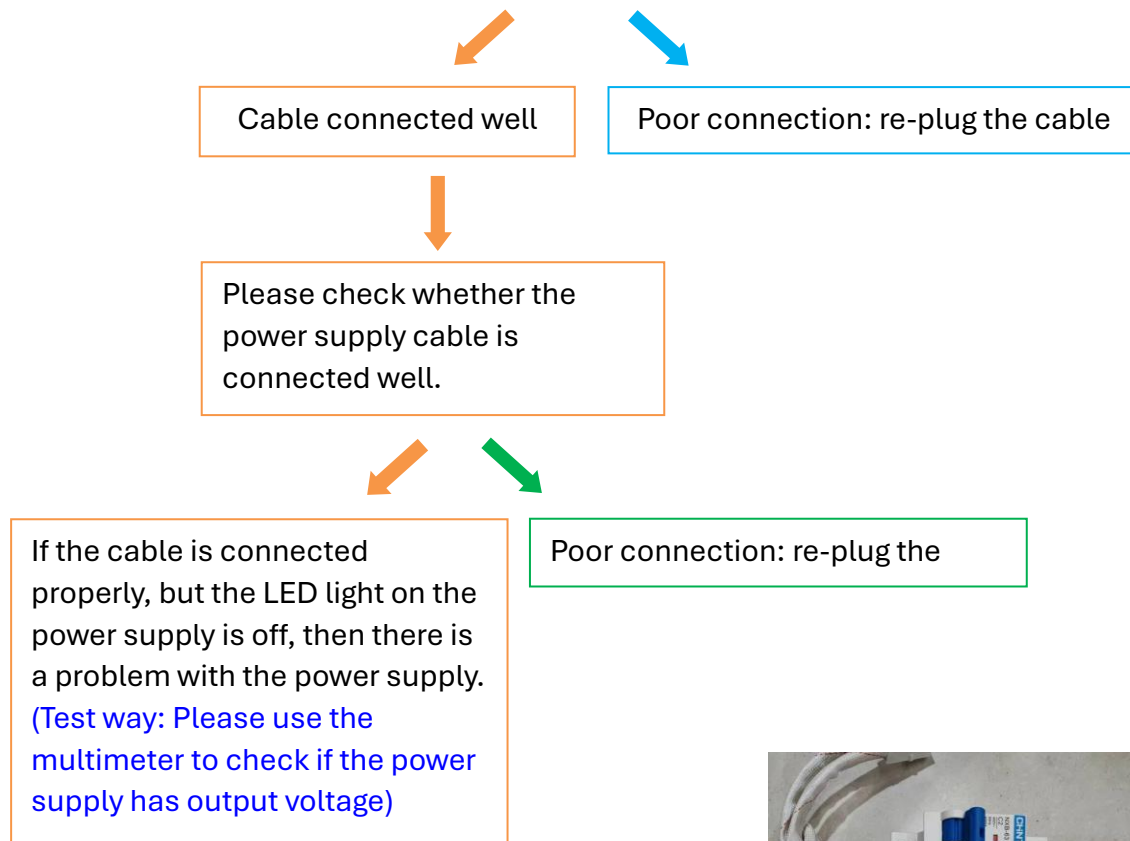 Cable connected well
Poor connection: re-plug the cable
Please check whether the
power supply cable is
connected well.
If the cable is connected
properly, but the LED light on the
power supply is off, then there is
a problem with the power supply.
(Test way: Please use the
multimeter to check if the power
supply has output voltage)
Poor connection: re-plug the
CHN
NXB-63